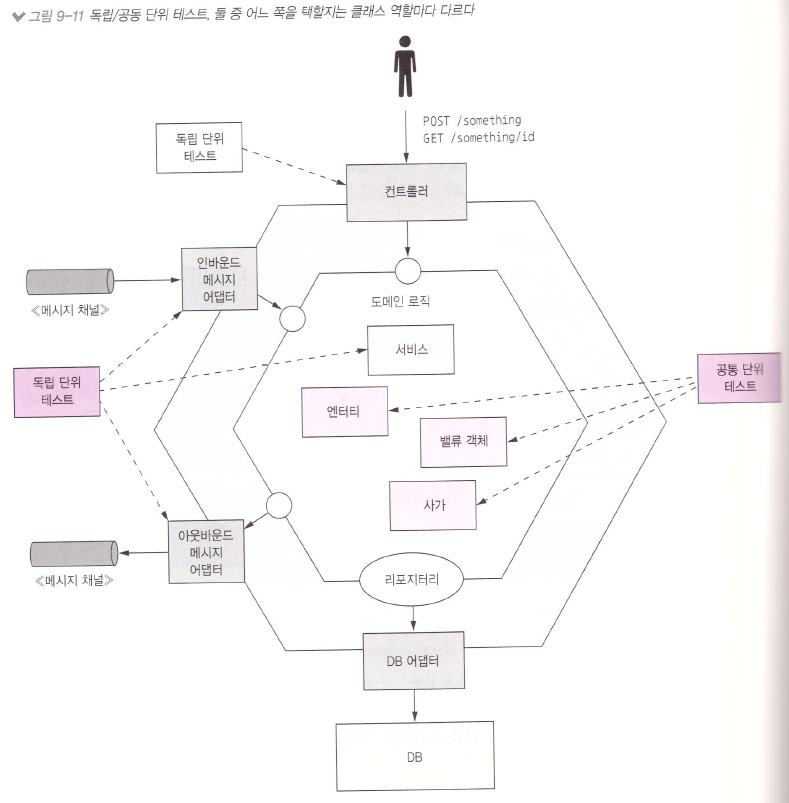 그림 9-11 독립/공동 단위 테스트, 둘 중 어느 쪽을 택할지는 클래스 역할마다 다르다
POST /something
GET /something/id
독립 단위
테스트
컨트롤러
인바운드
메시지
어댑터
≪메시지 채널≫
도메인 로직
서비스
독립 단위
테스트
공통 단위
테스트
엔터티
밸류 객체
사가
아웃바운드
메시지
어댑터
≪메시지 채널≫
리포지터리
DB 어댑터
DB